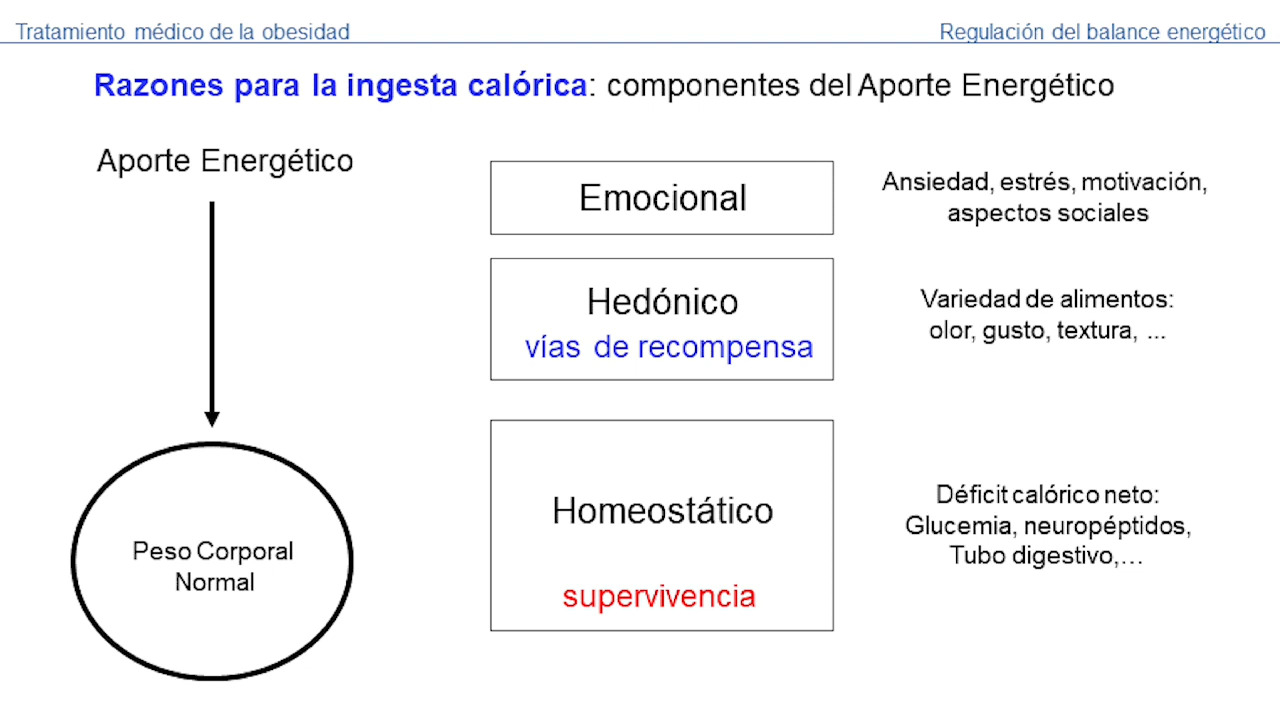 Tratamiento médico de la obesidad
Regulación del balance energético
Razones para la ingesta calórica: componentes del Aporte Energético
Aporte Energético
Peso Corporal
Normal
Emocional
Ansiedad, estrés, motivación,
aspectos sociales
Hedónico
vías de recompensa
Variedad de alimentos:
olor, gusto, textura, ...
Homeostático
supervivencia
Déficit calórico neto:
Glucemia, neuropéptidos,
Tubo digestivo,…